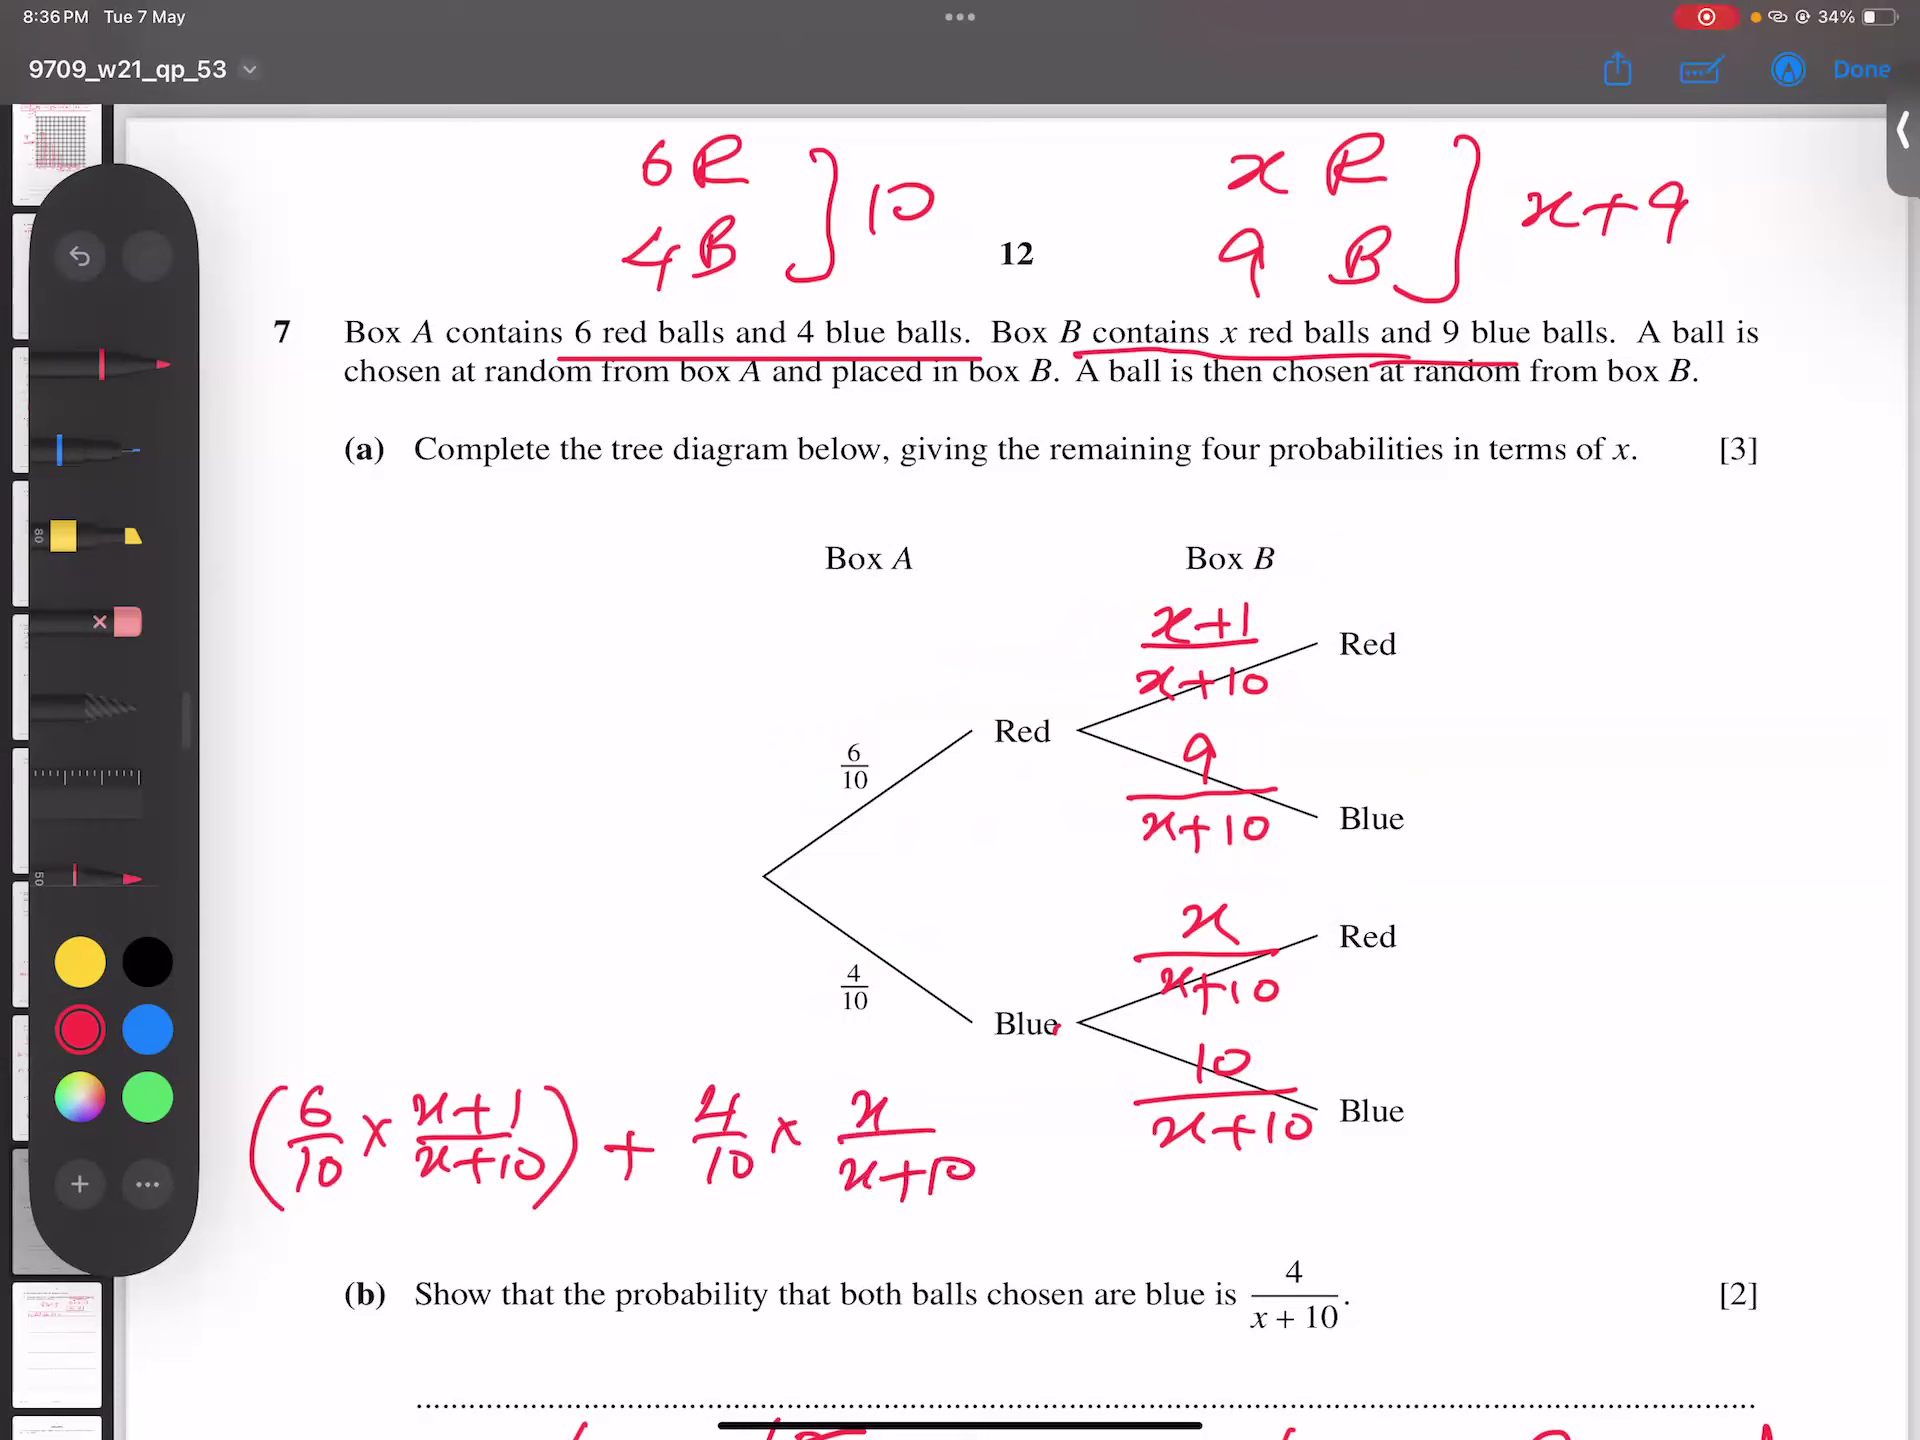 8:36 PM Tue 7 May
34%
9709_w21_qp_53
Done
6R
4B
10
12
x R
9 B
x+9
7 Box A contains 6 red balls and 4 blue balls. Box B contains x red balls and 9 blue balls. A ball is
chosen at random from box A and placed in box B. A ball is then chosen at random from box B.
(a) Complete the tree diagram below, giving the remaining four probabilities in terms of x. [3]
Box A Box B
x+1
x+10
Red
6
10
Red
9
x+10
Blue
x
x+10
Red
4
10
Blue
10
x+10
Blue
(6/10 × x+1/x+10) + 4/10 × x/x+10
(b) Show that the probability that both balls chosen are blue is 4/x + 10. [2]
80
50